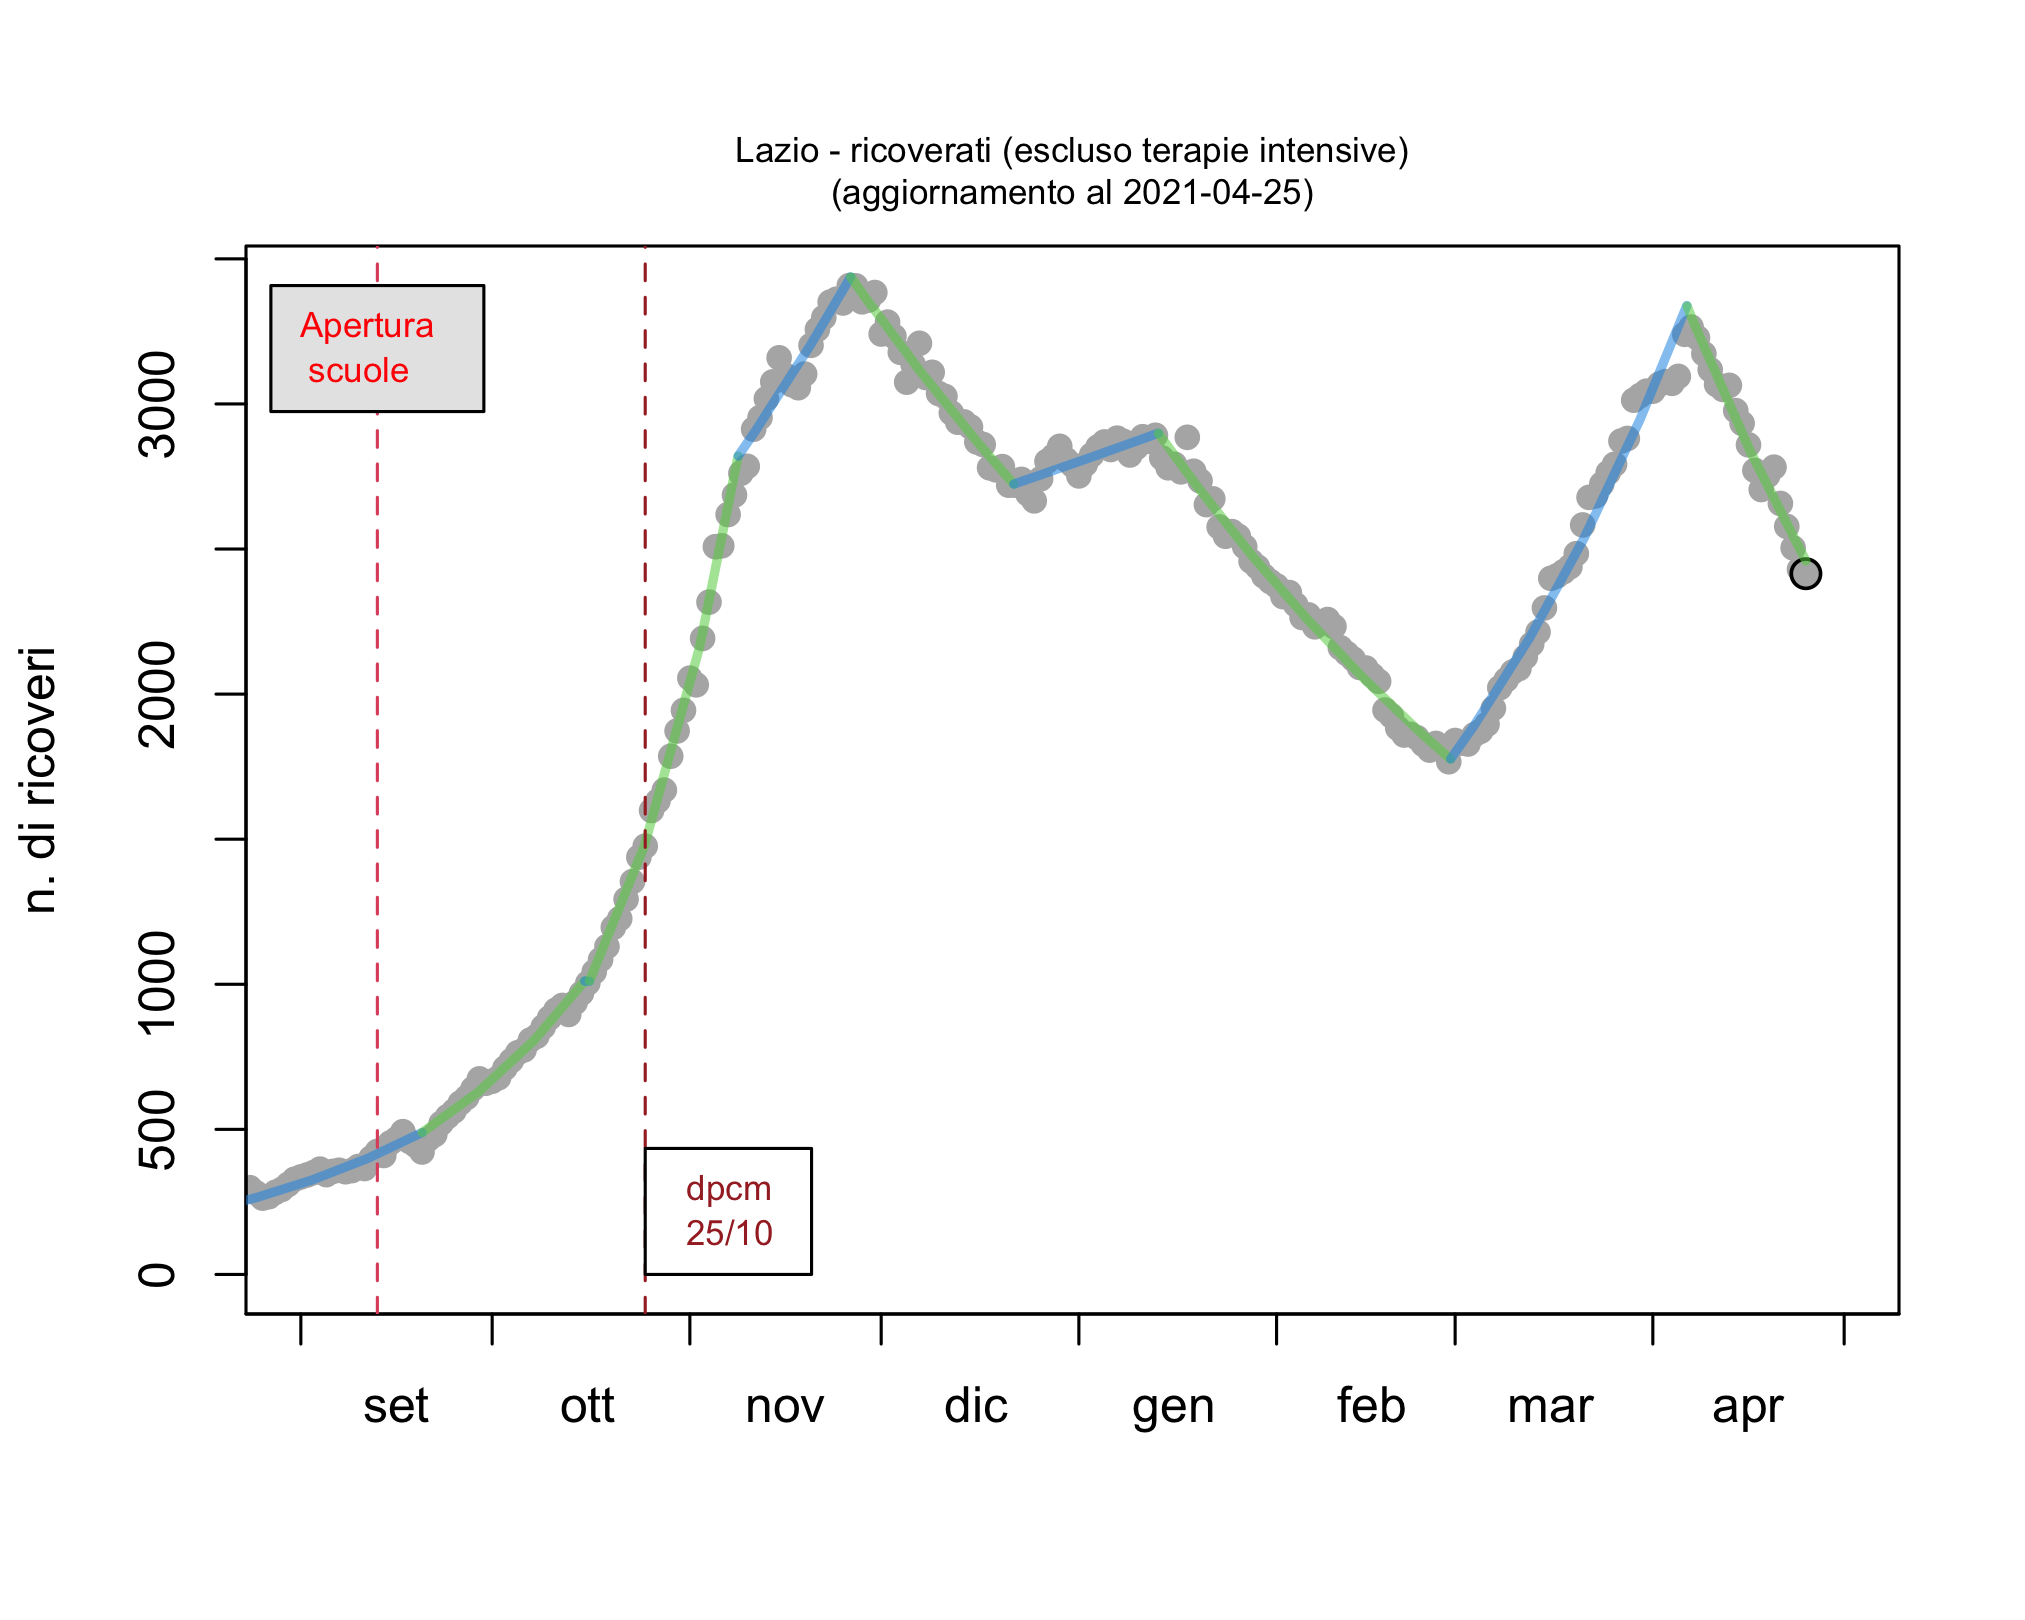 Lazio - ricoverati (escluso terapie intensive)
(aggiornamento al 2021-04-25)
Apertura
scuole
n. di ricoveri
3000
2000
1000
500
0
dpcm
25/10
set ott nov dic gen feb mar apr